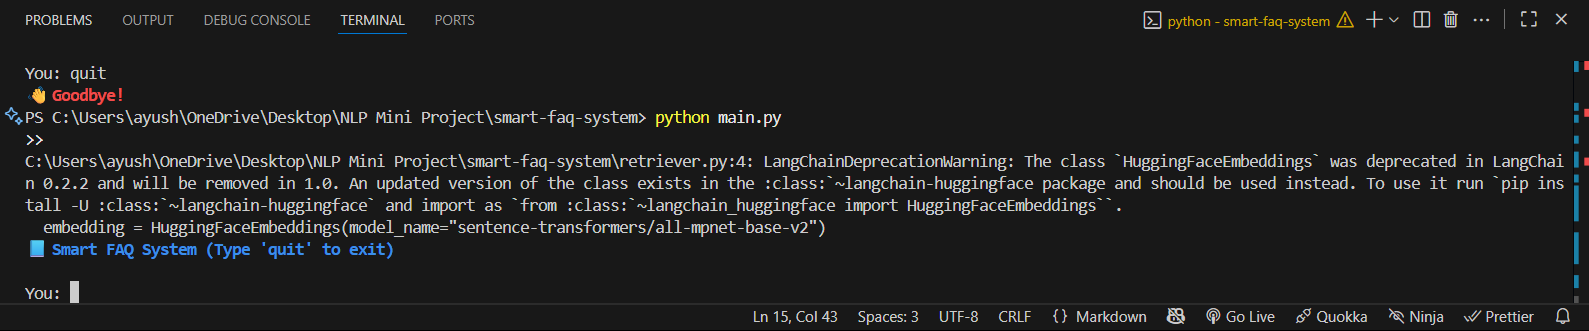 PROBLEMS OUTPUT DEBUG CONSOLE TERMINAL PORTS python - smart-faq-system
You: quit
👋 Goodbye!
PS C:\Users\ayush\OneDrive\Desktop\NLP Mini Project\smart-faq-system> python main.py
>>
C:\Users\ayush\OneDrive\Desktop\NLP Mini Project\smart-faq-system\retriever.py:4: LangChainDeprecationWarning: The class `HuggingFaceEmbeddings` was deprecated in LangChai
n 0.2.2 and will be removed in 1.0. An updated version of the class exists in the :class:`~langchain-huggingface package and should be used instead. To use it run `pip ins
tall -U :class:`~langchain-huggingface` and import as `from :class:`~langchain_huggingface import HuggingFaceEmbeddings``.
  embedding = HuggingFaceEmbeddings(model_name="sentence-transformers/all-mpnet-base-v2")
📘 Smart FAQ System (Type 'quit' to exit)
You:
Ln 15, Col 43 Spaces: 3 UTF-8 CRLF {} Markdown Go Live Quokka Ninja Prettier